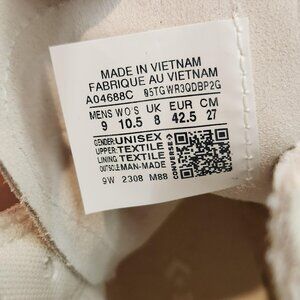 MADE IN VIETNAM
FABRIQUE AU VIETNAM
A04688C 85TGWR3QDBP2G
MENS WO'S UK EUR CM
9 10.5 8 42.5 27
GENDER:UNISEX
UPPER:TEXTILE
LINING:TEXTILE
OUTSOLE:MAN-MADE
CONVERSE
9W 2308 M88